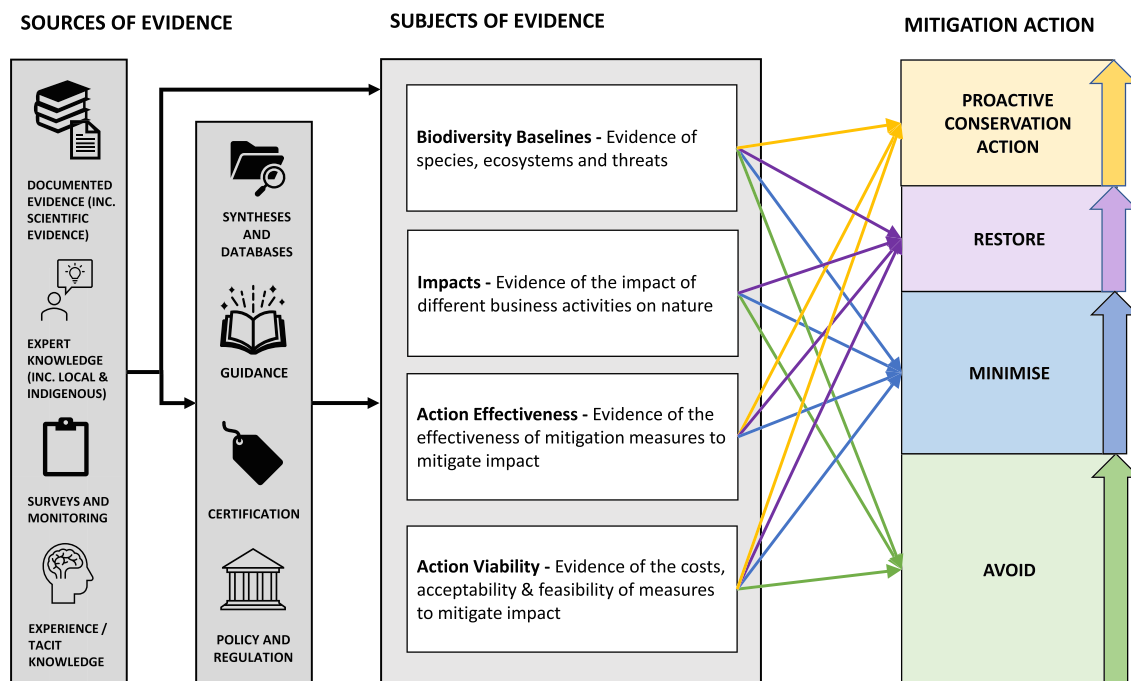 SOURCES OF EVIDENCE
DOCUMENTED
EVIDENCE (INC.
SCIENTIFIC
EVIDENCE)
EXPERT
KNOWLEDGE
(INC. LOCAL &
INDIGENOUS)
SURVEYS AND
MONITORING
EXPERIENCE /
TACIT
KNOWLEDGE
SYNTHESES
AND
DATABASES
GUIDANCE
CERTIFICATION
POLICY AND
REGULATION
SUBJECTS OF EVIDENCE
Biodiversity Baselines - Evidence of
species, ecosystems and threats
Impacts - Evidence of the impact of
different business activities on nature
Action Effectiveness - Evidence of the
effectiveness of mitigation measures to
mitigate impact
Action Viability - Evidence of the costs,
acceptability & feasibility of measures
to mitigate impact
MITIGATION ACTION
PROACTIVE
CONSERVATION
ACTION
RESTORE
MINIMISE
AVOID